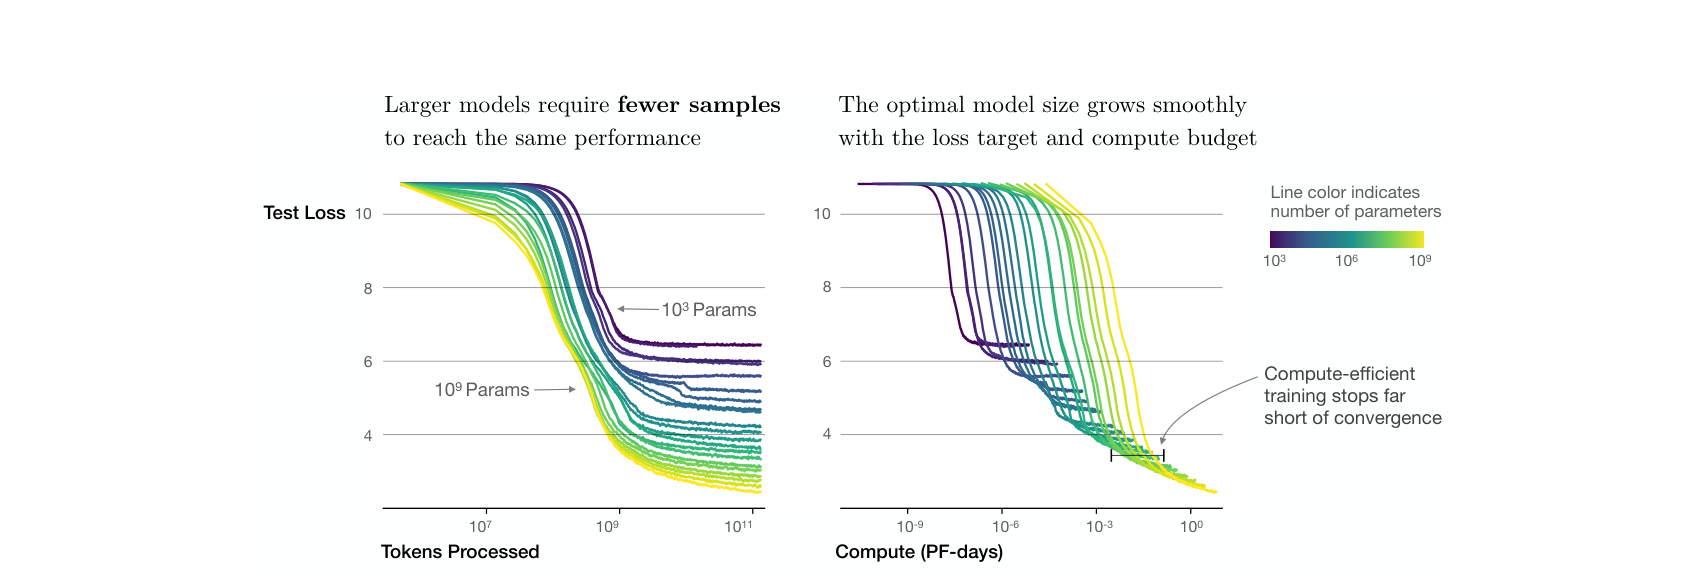 Larger models require fewer samples
to reach the same performance
The optimal model size grows smoothly
with the loss target and compute budget
Test Loss
10
8
6
4
10³ Params
10⁹ Params
10⁷
10⁹
10¹¹
Tokens Processed
10
8
6
4
10⁻⁹
10⁻⁶
10⁻³
10⁰
Compute (PF-days)
Line color indicates
number of parameters
10³
10⁶
10⁹
Compute-efficient
training stops far
short of convergence